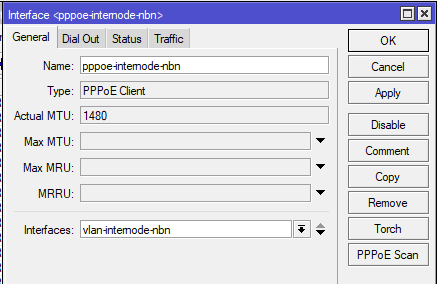 Interface <pppoe-internode-nbn>
General Dial Out Status Traffic
Name: pppoe-internode-nbn
Type: PPPoE Client
Actual MTU: 1480
Max MTU:
Max MRU:
MRRU:
Interfaces: vlan-internode-nbn
OK
Cancel
Apply
Disable
Comment
Copy
Remove
Torch
PPPoE Scan